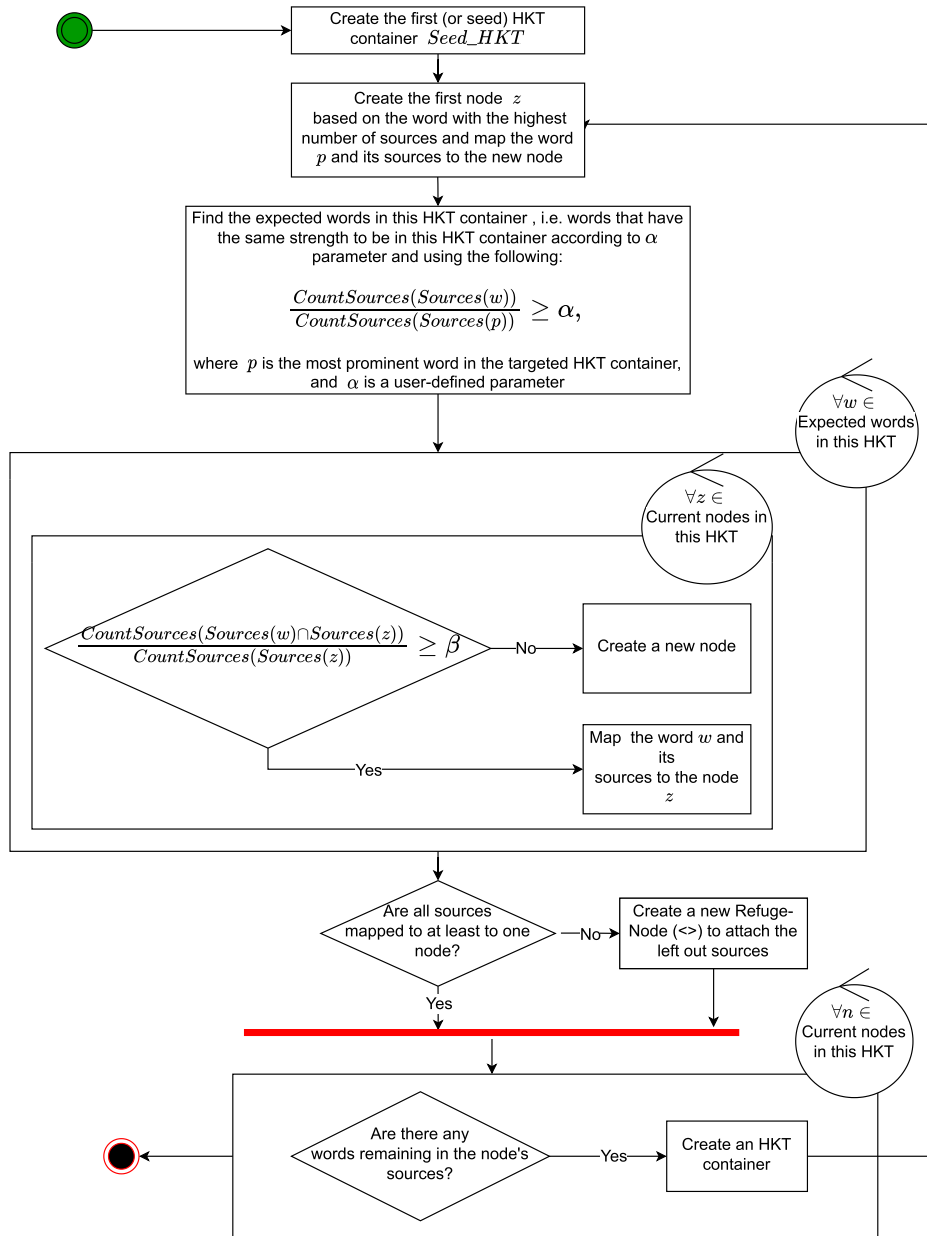 Create the first (or seed) HKT
container Seed_HKT
Create the first node z
based on the word with the highest
number of sources and map the word
p and its sources to the new node
Find the expected words in this HKT container , i.e. words that have
the same strength to be in this HKT container according to α
parameter and using the following:
CountSources(Sources(w))
CountSources(Sources(p)) ≥ α,
where p is the most prominent word in the targeted HKT container,
and α is a user-defined parameter
∀w ∈
Expected words
in this HKT
∀z ∈
Current nodes in
this HKT
CountSources(Sources(w)∩Sources(z))
CountSources(Sources(z)) ≥ β
No
Create a new node
Yes
Map the word w and
its
sources to the node
z
Are all sources
mapped to at least to one
node?
No
Create a new Refuge-
Node (<>) to attach the
left out sources
Yes
∀n ∈
Current nodes
in this HKT
Are there any
words remaining in the node's
sources?
Yes
Create an HKT
container